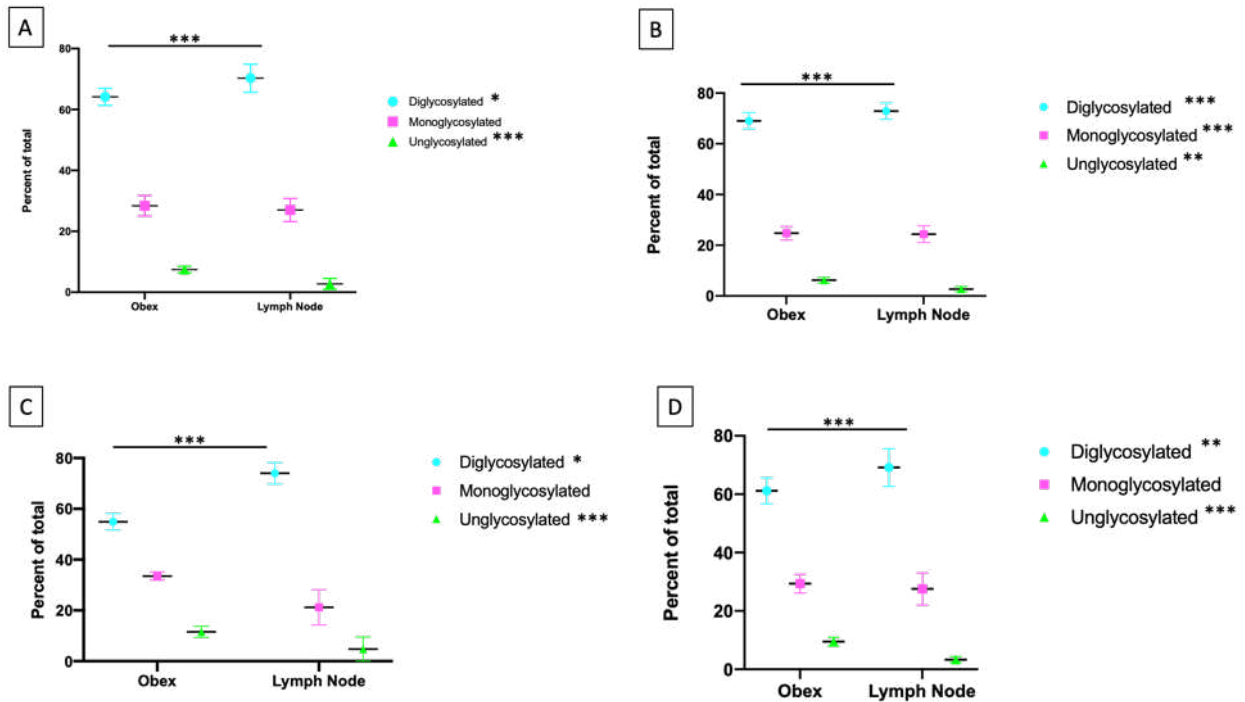 A
***
80
60
40
20
0
Percent of total
Obex
Lymph Node
Diglycosylated *
Monoglycosylated
Unglycosylated ***
B
***
80
60
40
20
0
Percent of total
Obex
Lymph Node
Diglycosylated ***
Monoglycosylated ***
Unglycosylated **
C
***
80
60
40
20
0
Percent of total
Obex
Lymph Node
Diglycosylated *
Monoglycosylated
Unglycosylated ***
D
***
80
60
40
20
0
Percent of total
Obex
Lymph Node
Diglycosylated **
Monoglycosylated
Unglycosylated ***